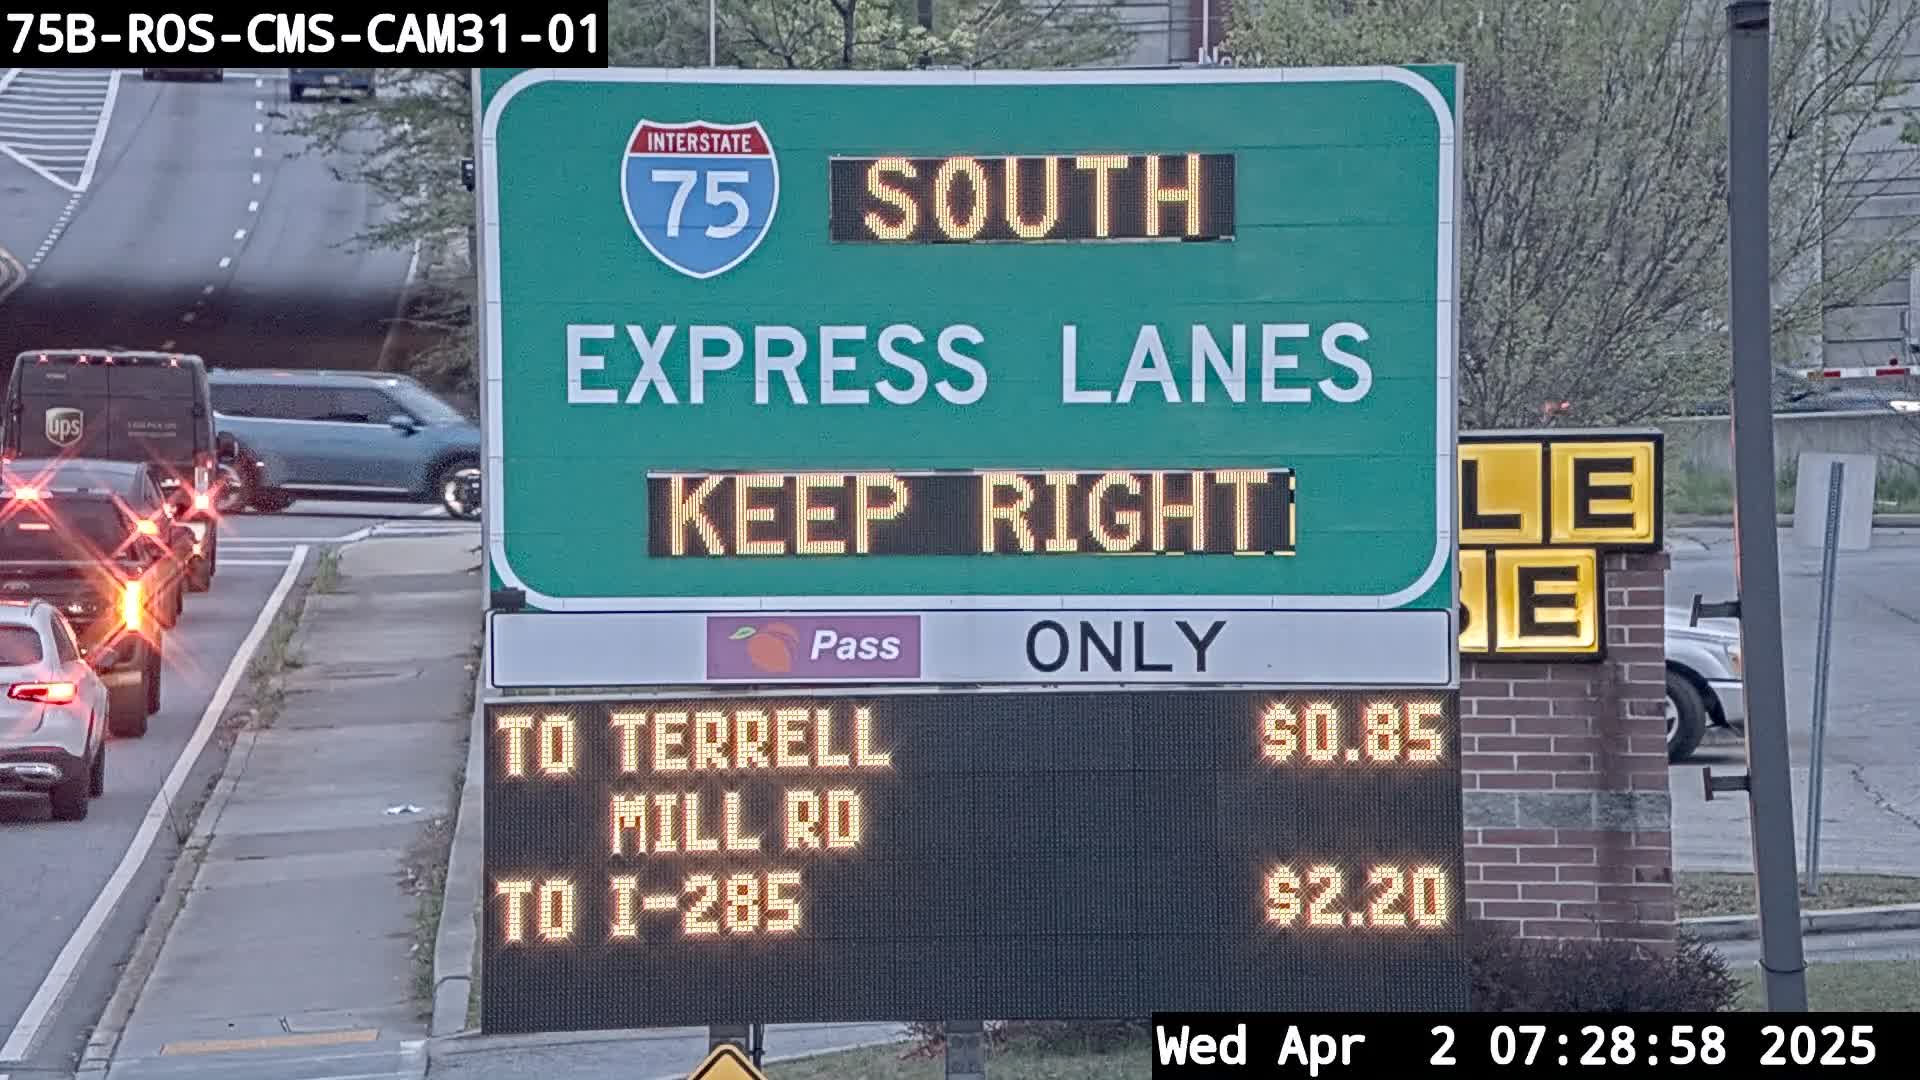 75B-ROS-CMS-CAM31-01
INTERSTATE
75
SOUTH
EXPRESS LANES
KEEP RIGHT
Pass ONLY
TO TERRELL $0.85
MILL RD
TO I-285 $2.20
ups
LE
E
Wed Apr 2 07:28:58 2025